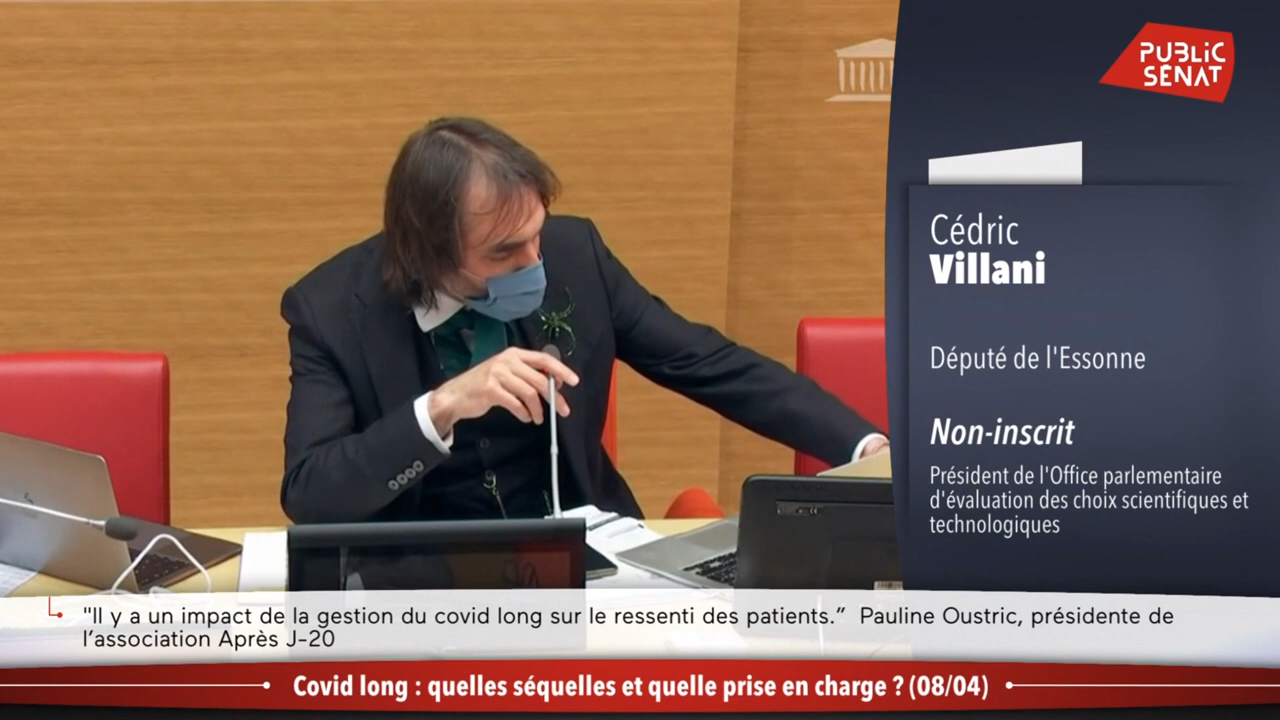 PUBLIC
SÉNAT
Cédric
Villani
Député de l'Essonne
Non-inscrit
Président de l'Office parlementaire
d'évaluation des choix scientifiques et
technologiques
"Il y a un impact de la gestion du covid long sur le ressenti des patients.” Pauline Oustric, présidente de
l’association Après J-20
Covid long : quelles séquelles et quelle prise en charge ? (08/04)